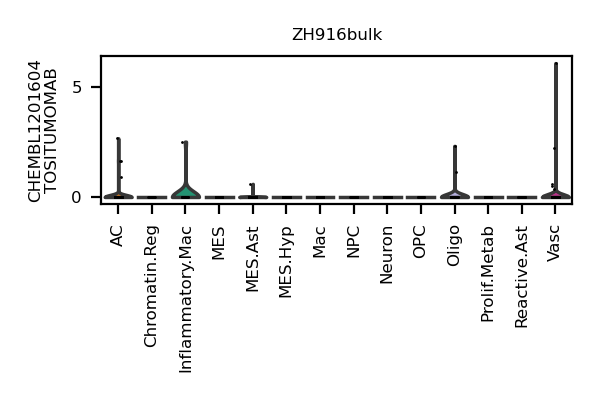 ZH916bulk
CHEMBL1201604
TOSITUMOMAB
5
0
AC
Chromatin.Reg
Inflammatory.Mac
MES
MES.Ast
MES.Hyp
Mac
NPC
Neuron
OPC
Oligo
Prolif.Metab
Reactive.Ast
Vasc